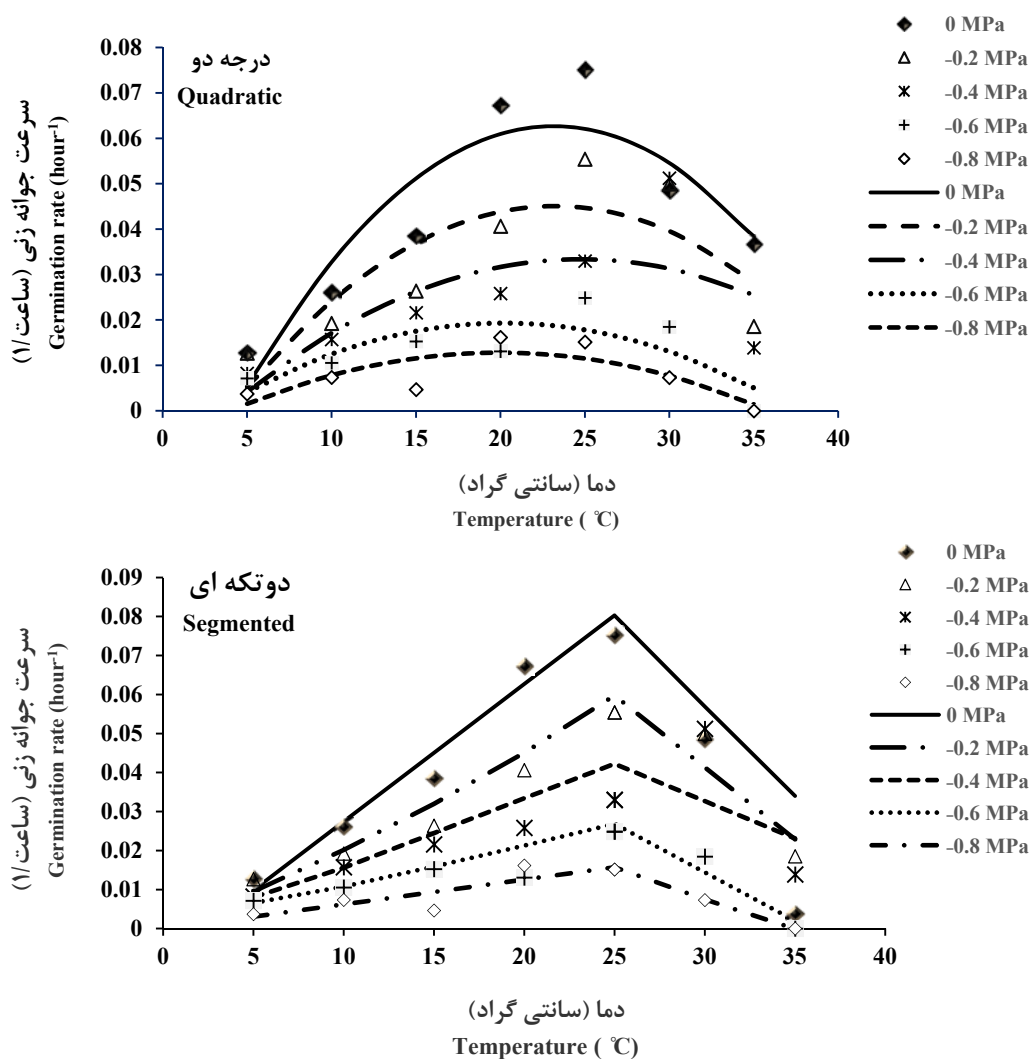 درجه دو
Quadratic
سرعت جوانه زنی (ساعت/۱)
Germination rate (hour-1)
0.08
0.07
0.06
0.05
0.04
0.03
0.02
0.01
0
0 5 10 15 20 25 30 35 40
دما (سانتی گراد)
Temperature ( ℃)
0 MPa
-0.2 MPa
-0.4 MPa
-0.6 MPa
-0.8 MPa
0 MPa
-0.2 MPa
-0.4 MPa
-0.6 MPa
-0.8 MPa
دوتکه ای
Segmented
سرعت جوانه زنی (ساعت/۱)
Germination rate (hour-1)
0.09
0.08
0.07
0.06
0.05
0.04
0.03
0.02
0.01
0
0 5 10 15 20 25 30 35 40
دما (سانتی گراد)
Temperature ( ℃)
0 MPa
-0.2 MPa
-0.4 MPa
-0.6 MPa
-0.8 MPa
0 MPa
-0.2 MPa
-0.4 MPa
-0.6 MPa
-0.8 MPa